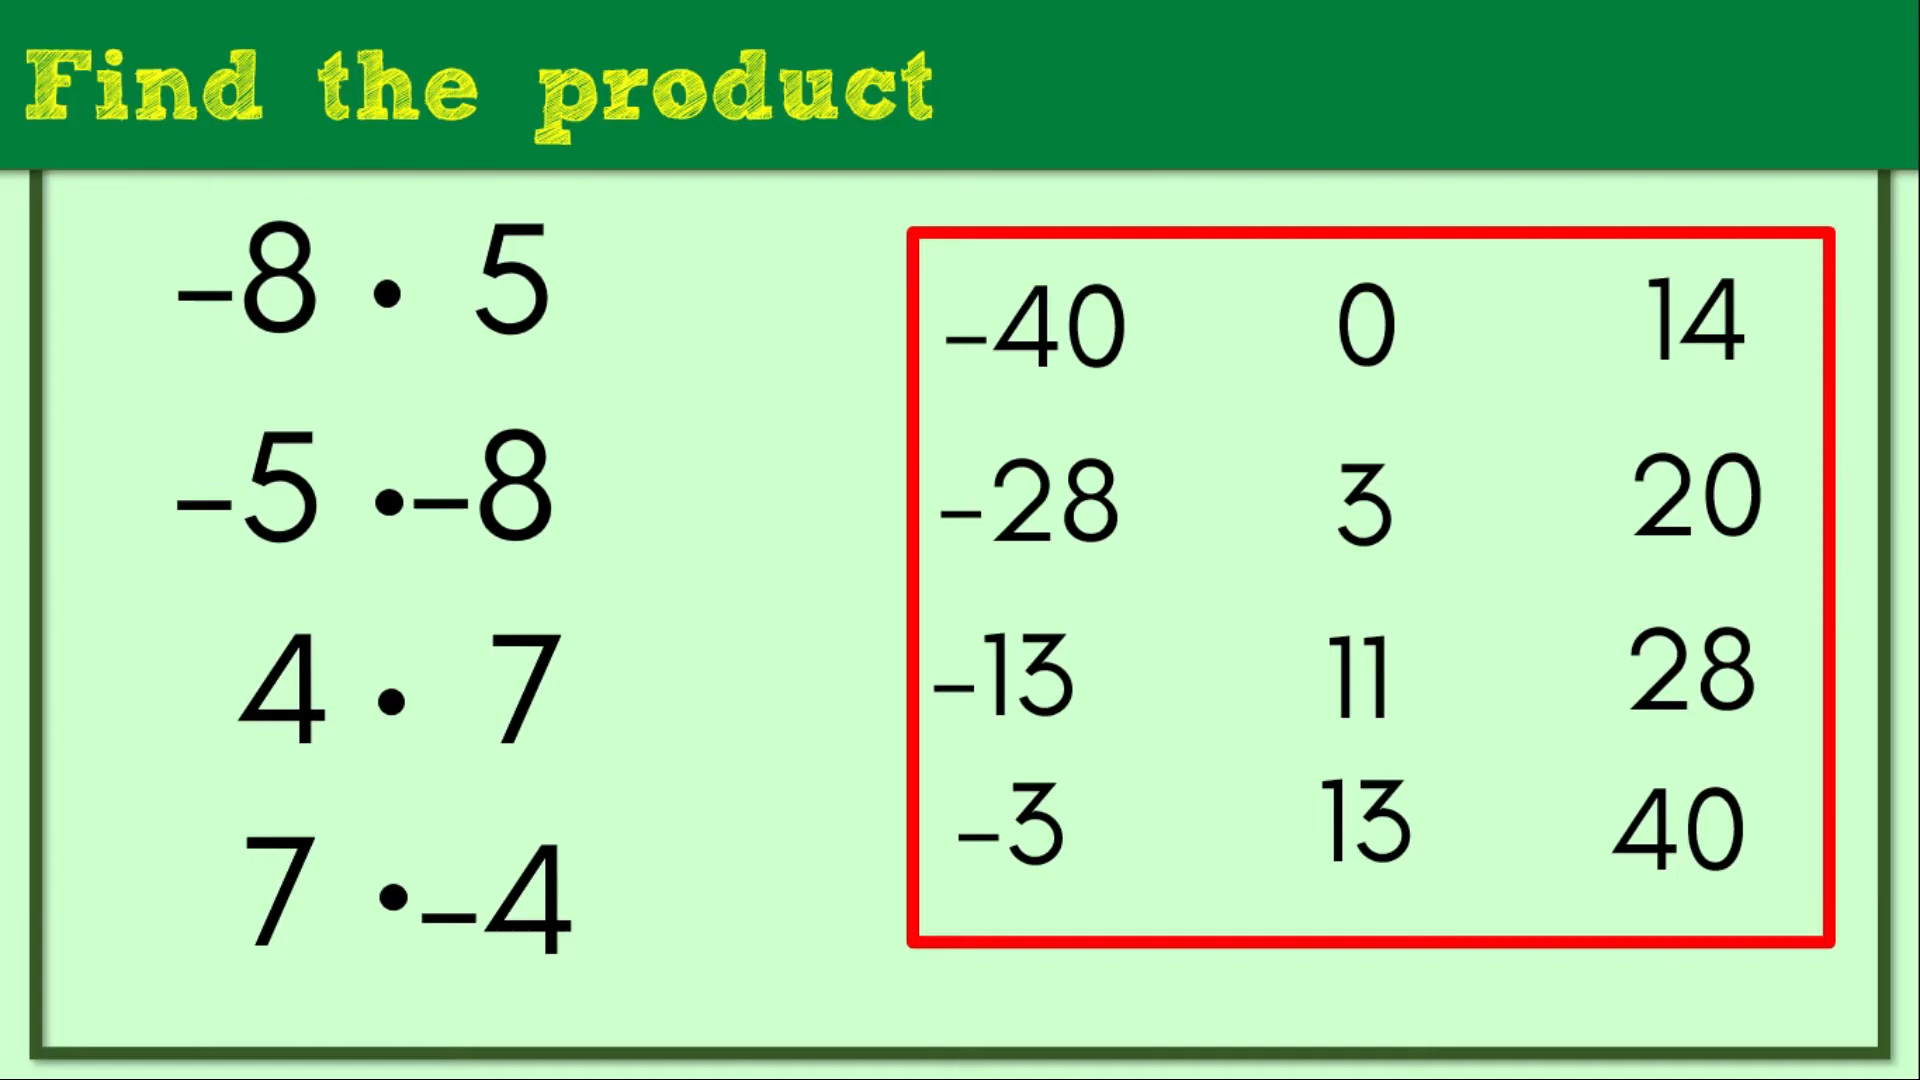 Find the product
–8 • 5
–5 •–8
4 • 7
7 •–4
–40 0 14
–28 3 20
–13 11 28
–3 13 40